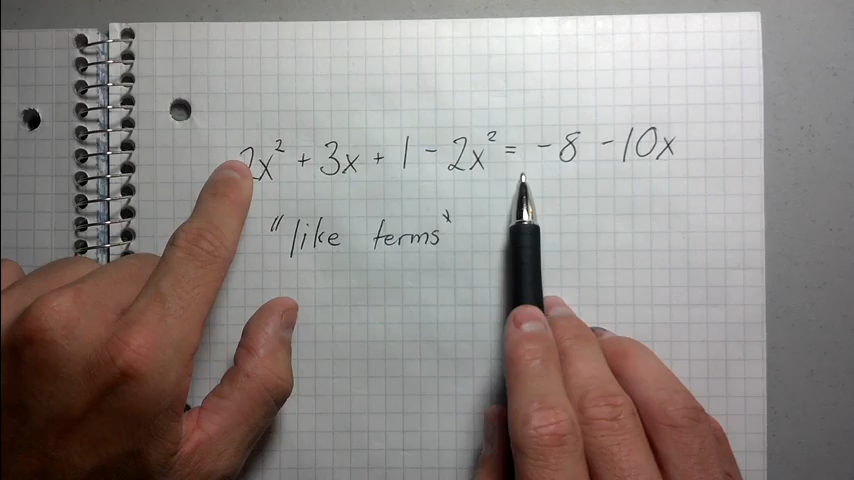 2x² + 3x + 1 - 2x² = -8 -10x
"like terms"